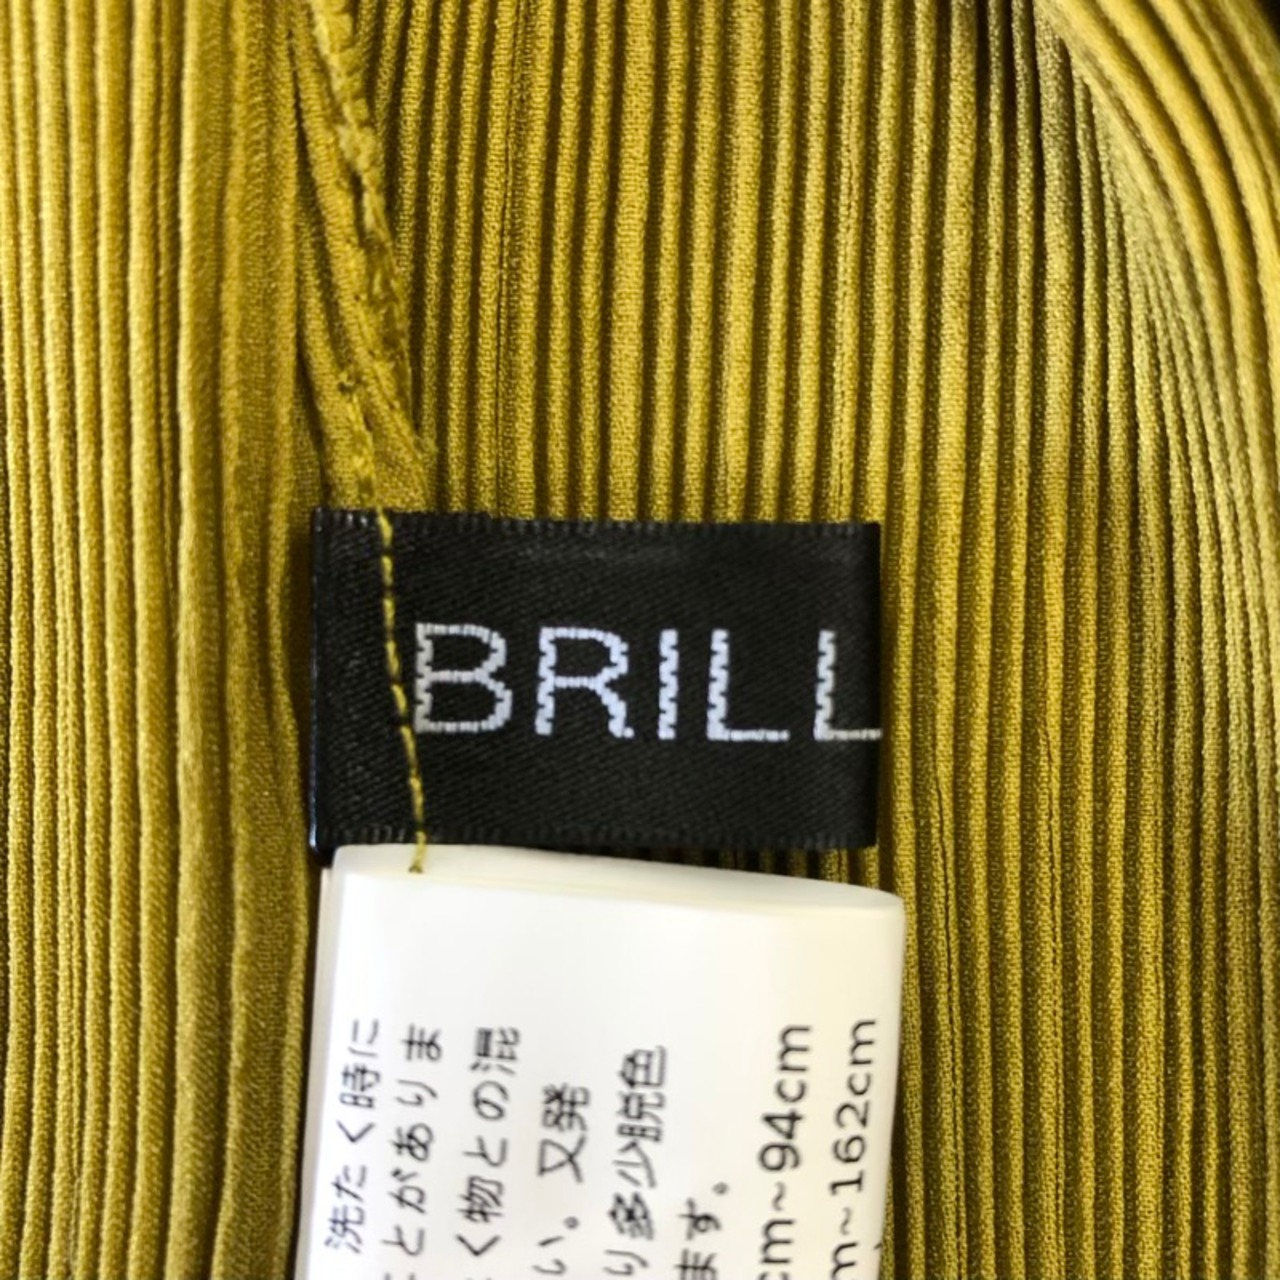 BRILL
洗たく時に
とがありま
く物との混
い。又発
り多少脱色
ます。
cm~94cm
m~162cm